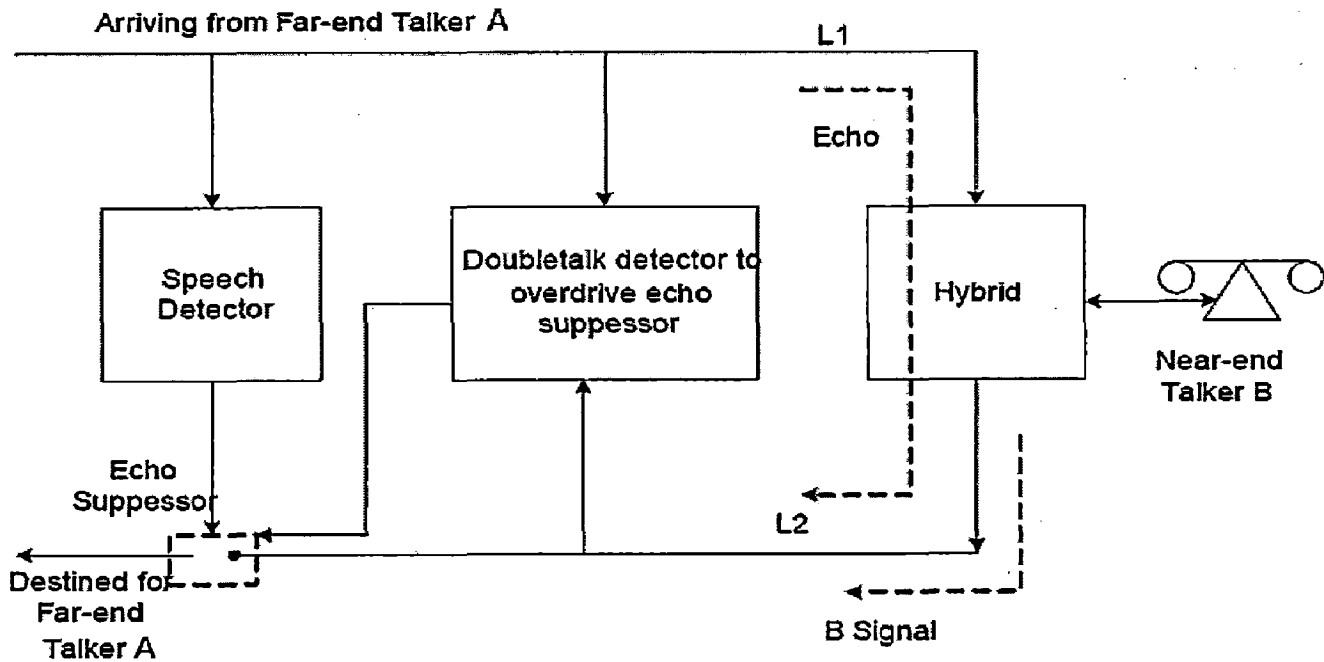 Arriving from Far-end Talker A
L1
Echo
Speech
Detector
Doubletalk detector to
overdrive echo
suppessor
Hybrid
Near-end
Talker B
Echo
Suppessor
L2
Destined for
Far-end
Talker A
B Signal